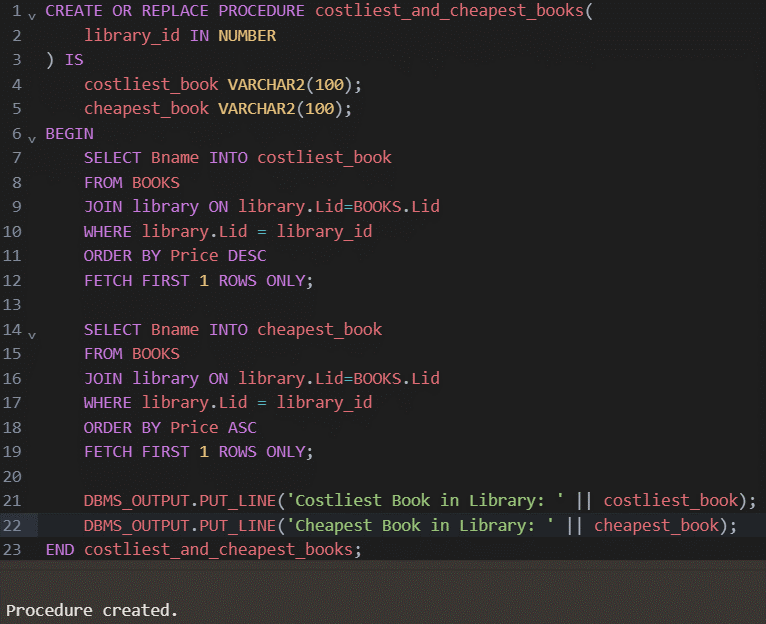 1 CREATE OR REPLACE PROCEDURE costliest_and_cheapest_books(
2     library_id IN NUMBER
3 ) IS
4     costliest_book VARCHAR2(100);
5     cheapest_book VARCHAR2(100);
6 BEGIN
7     SELECT Bname INTO costliest_book
8     FROM BOOKS
9     JOIN library ON library.Lid=BOOKS.Lid
10     WHERE library.Lid = library_id
11     ORDER BY Price DESC
12     FETCH FIRST 1 ROWS ONLY;
13
14     SELECT Bname INTO cheapest_book
15     FROM BOOKS
16     JOIN library ON library.Lid=BOOKS.Lid
17     WHERE library.Lid = library_id
18     ORDER BY Price ASC
19     FETCH FIRST 1 ROWS ONLY;
20
21     DBMS_OUTPUT.PUT_LINE('Costliest Book in Library: ' || costliest_book);
22     DBMS_OUTPUT.PUT_LINE('Cheapest Book in Library: ' || cheapest_book);
23 END costliest_and_cheapest_books;
Procedure created.